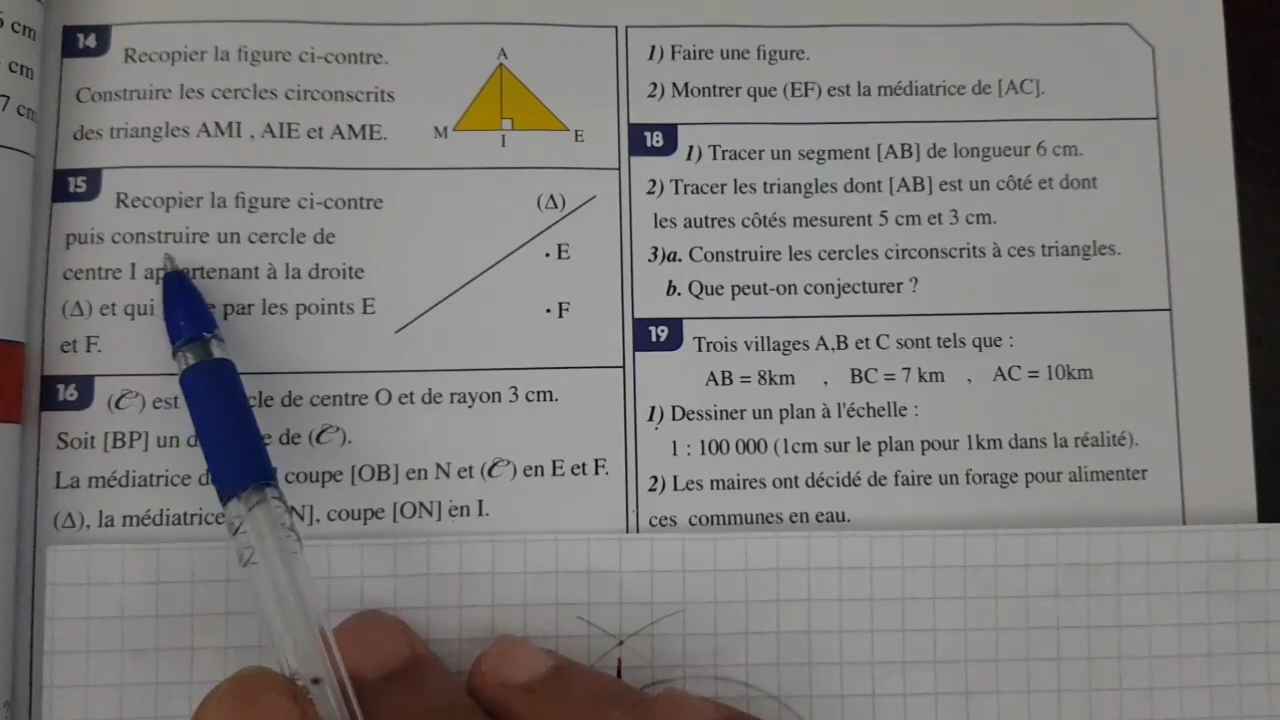 5 cm
cm
7 cm
14 Recopier la figure ci-contre.
Construire les cercles circonscrits
des triangles AMI , AIE et AME.
A
M
I
E
15 Recopier la figure ci-contre
puis construire un cercle de
centre I appartenant à la droite
(Δ) et qui par les points E
et F.
(Δ)
. E
. F
16 (C) est cle de centre O et de rayon 3 cm.
Soit [BP] un de (C).
La médiatrice coupe [OB] en N et (C) en E et F.
(Δ), la médiatrice N], coupe [ON] en I.
1) Faire une figure.
2) Montrer que (EF) est la médiatrice de [AC].
18 1) Tracer un segment [AB] de longueur 6 cm.
2) Tracer les triangles dont [AB] est un côté et dont
les autres côtés mesurent 5 cm et 3 cm.
3)a. Construire les cercles circonscrits à ces triangles.
b. Que peut-on conjecturer ?
19 Trois villages A,B et C sont tels que :
AB = 8km , BC = 7 km , AC = 10km
1) Dessiner un plan à l'échelle :
1 : 100 000 (1cm sur le plan pour 1km dans la réalité).
2) Les maires ont décidé de faire un forage pour alimenter
ces communes en eau.